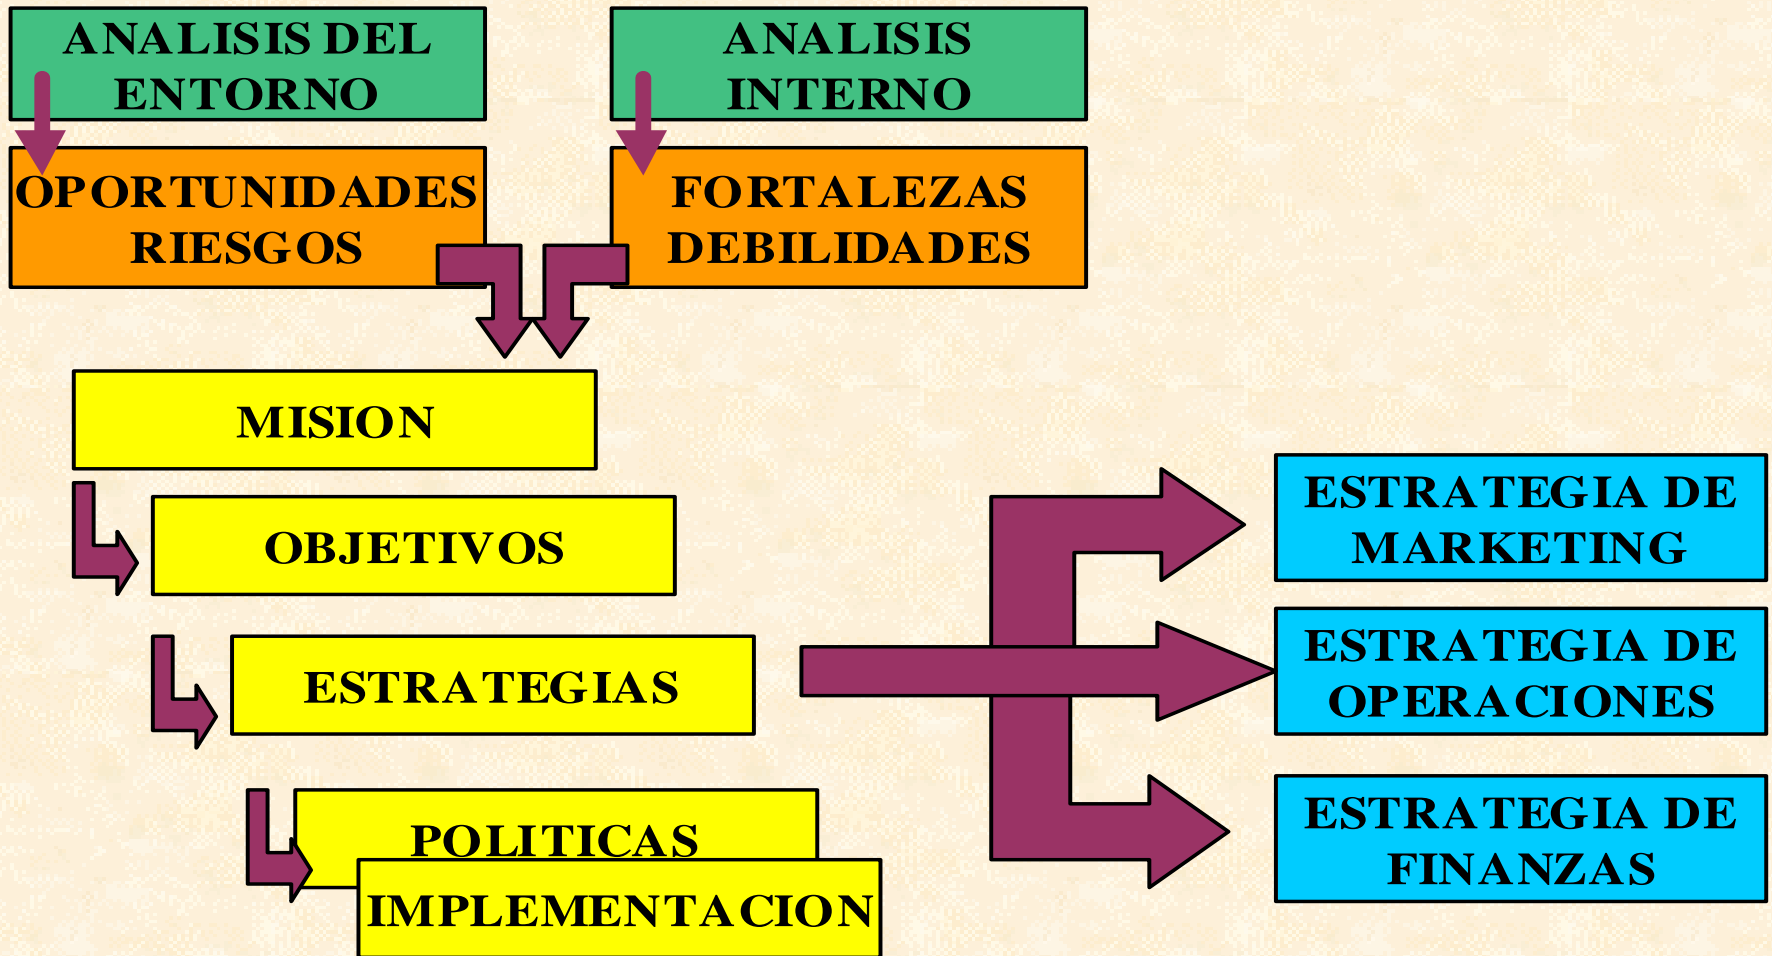 ANALISIS DEL
ENTORNO
ANALISIS
INTERNO
OPORTUNIDADES
RIESGOS
FORTALEZAS
DEBILIDADES
MISION
OBJETIVOS
ESTRATEGIAS
POLITICAS
IMPLEMENTACION
ESTRATEGIA DE
MARKETING
ESTRATEGIA DE
OPERACIONES
ESTRATEGIA DE
FINANZAS